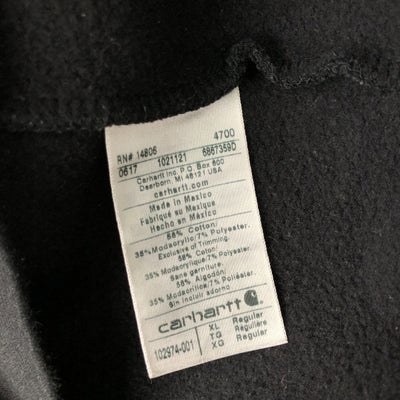 RN# 14806 4700
0617 1021121 6867359D
Carhartt Inc. P.O. Box 600
Dearborn, MI 48121 USA
carhartt.com
Made in Mexico
Fabriqué au Mexique
Hecho en México
58% Cotton/
35% Modacrylic/7% Polyester.
Exclusive of Trimming.
58% Coton/
35% Modacrylique/7% Polyester.
Sans garniture.
58% Algodón/
35% Modacrílica/7% Poliéster.
Sin incluir adorno
carhartt
102974-001
XL Regular
TG Régulière
XG Regular